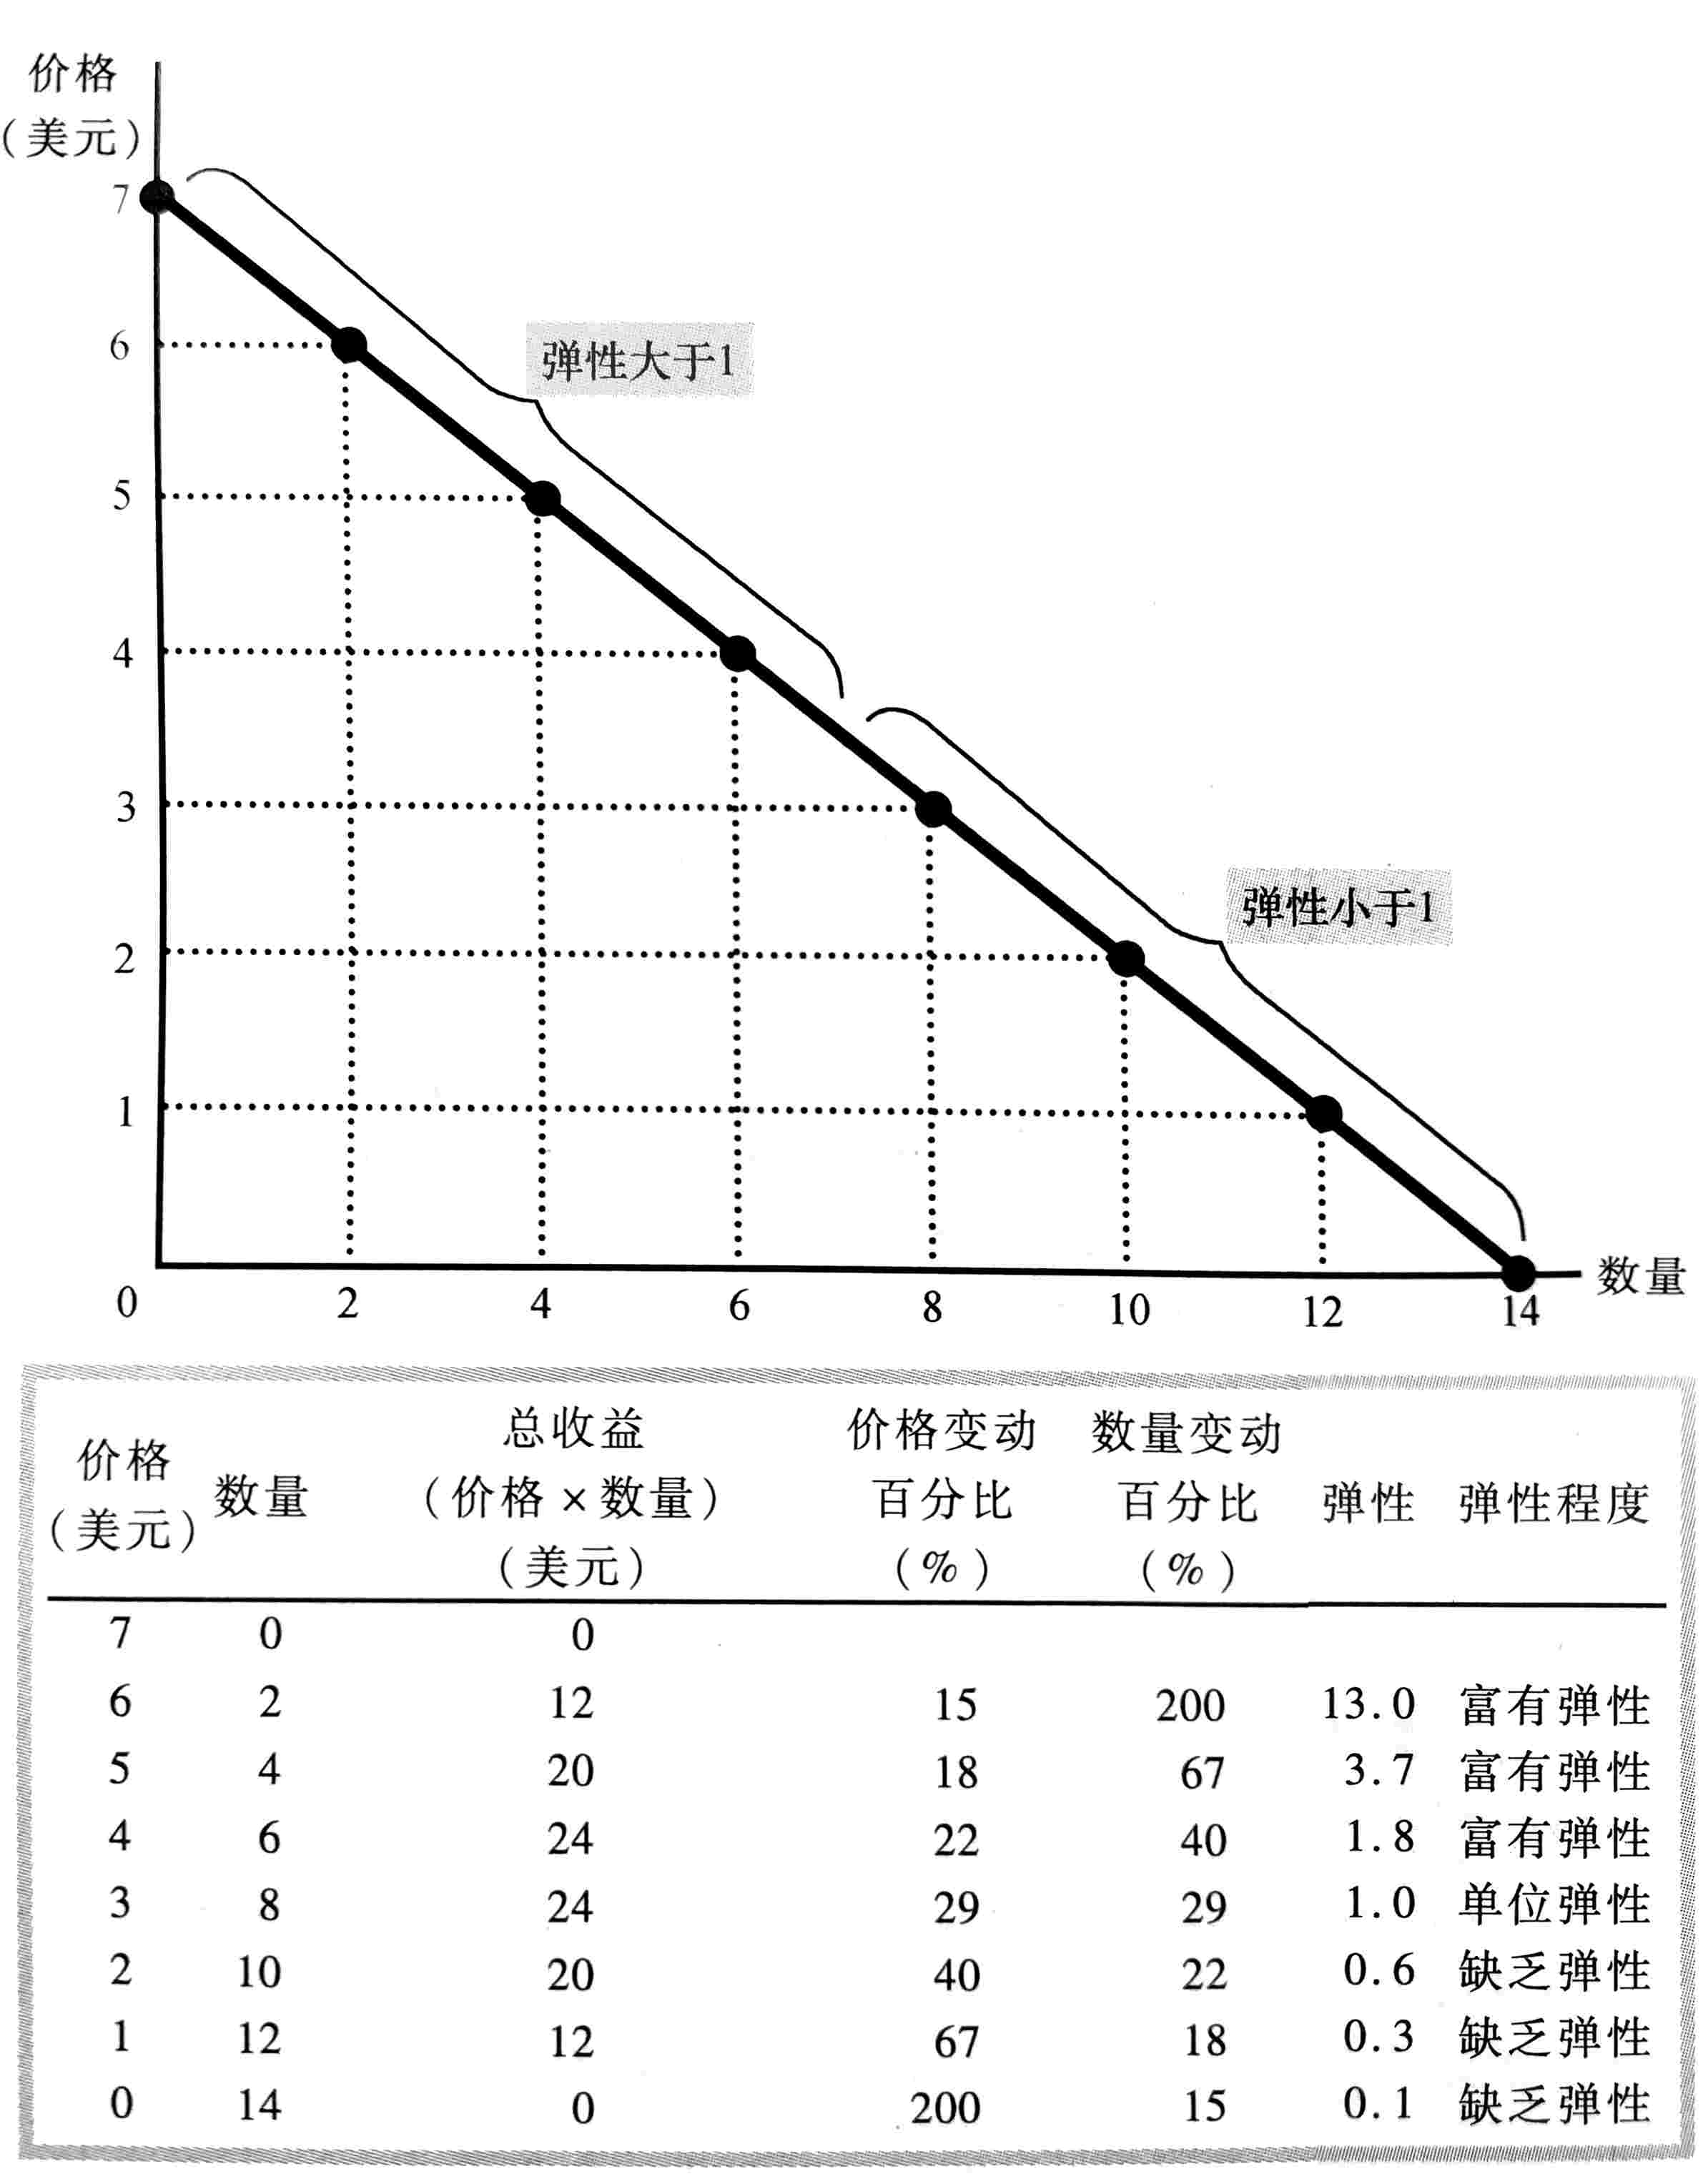 价格
（美元）
7
6
弹性大于1
5
4
3
弹性小于1
2
1
0 2 4 6 8 10 12 14 数量
价格（美元） 数量 总收益（价格×数量）（美元） 价格变动百分比（%） 数量变动百分比（%） 弹性 弹性程度
7 0 0
6 2 12 15 200 13.0 富有弹性
5 4 20 18 67 3.7 富有弹性
4 6 24 22 40 1.8 富有弹性
3 8 24 29 29 1.0 单位弹性
2 10 20 40 22 0.6 缺乏弹性
1 12 12 67 18 0.3 缺乏弹性
0 14 0 200 15 0.1 缺乏弹性